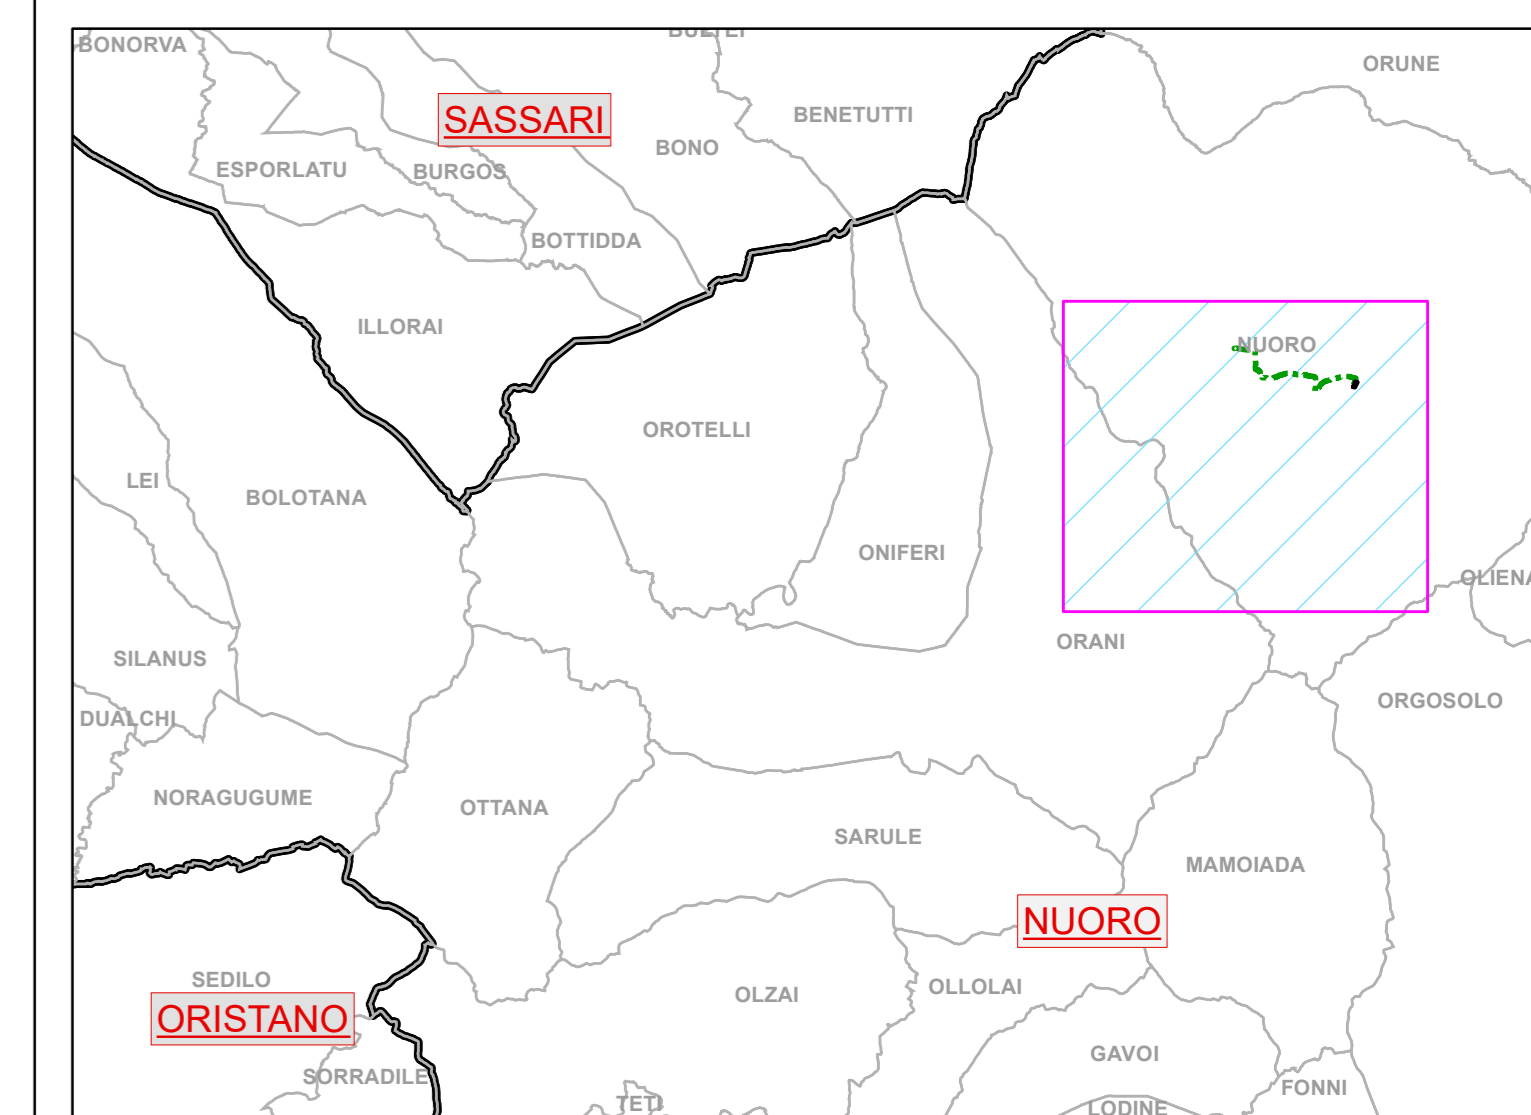 BULTEI
BONORVA
ORUNE
BENETUTTI
SASSARI
BONO
ESPORLATU
BURGOS
BOTTIDDA
ILLORAI
NUORO
OROTELLI
LEI
BOLOTANA
ONIFERI
OLIENA
ORANI
SILANUS
ORGOSOLO
DUALCHI
NORAGUGUME
OTTANA
SARULE
MAMOIADA
NUORO
SEDILO
OLZAI
OLLOLAI
ORISTANO
GAVOI
SORRADILE
FONNI
TETI
LODINE